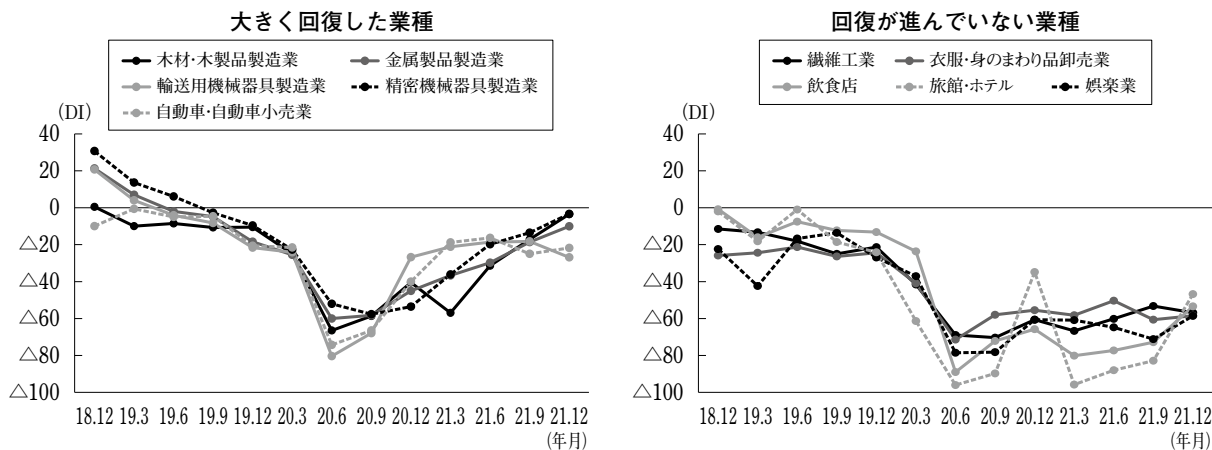 大きく回復した業種
木材・木製品製造業 金属製品製造業
輸送用機械器具製造業 精密機械器具製造業
自動車・自動車小売業
(DI)
40
20
0
△20
△40
△60
△80
△100
18.12 19.3 19.6 19.9 19.12 20.3 20.6 20.9 20.12 21.3 21.6 21.9 21.12
(年月)
回復が進んでいない業種
繊維工業 衣服・身のまわり品卸売業
飲食店 旅館・ホテル 娯楽業
(DI)
40
20
0
△20
△40
△60
△80
△100
18.12 19.3 19.6 19.9 19.12 20.3 20.6 20.9 20.12 21.3 21.6 21.9 21.12
(年月)